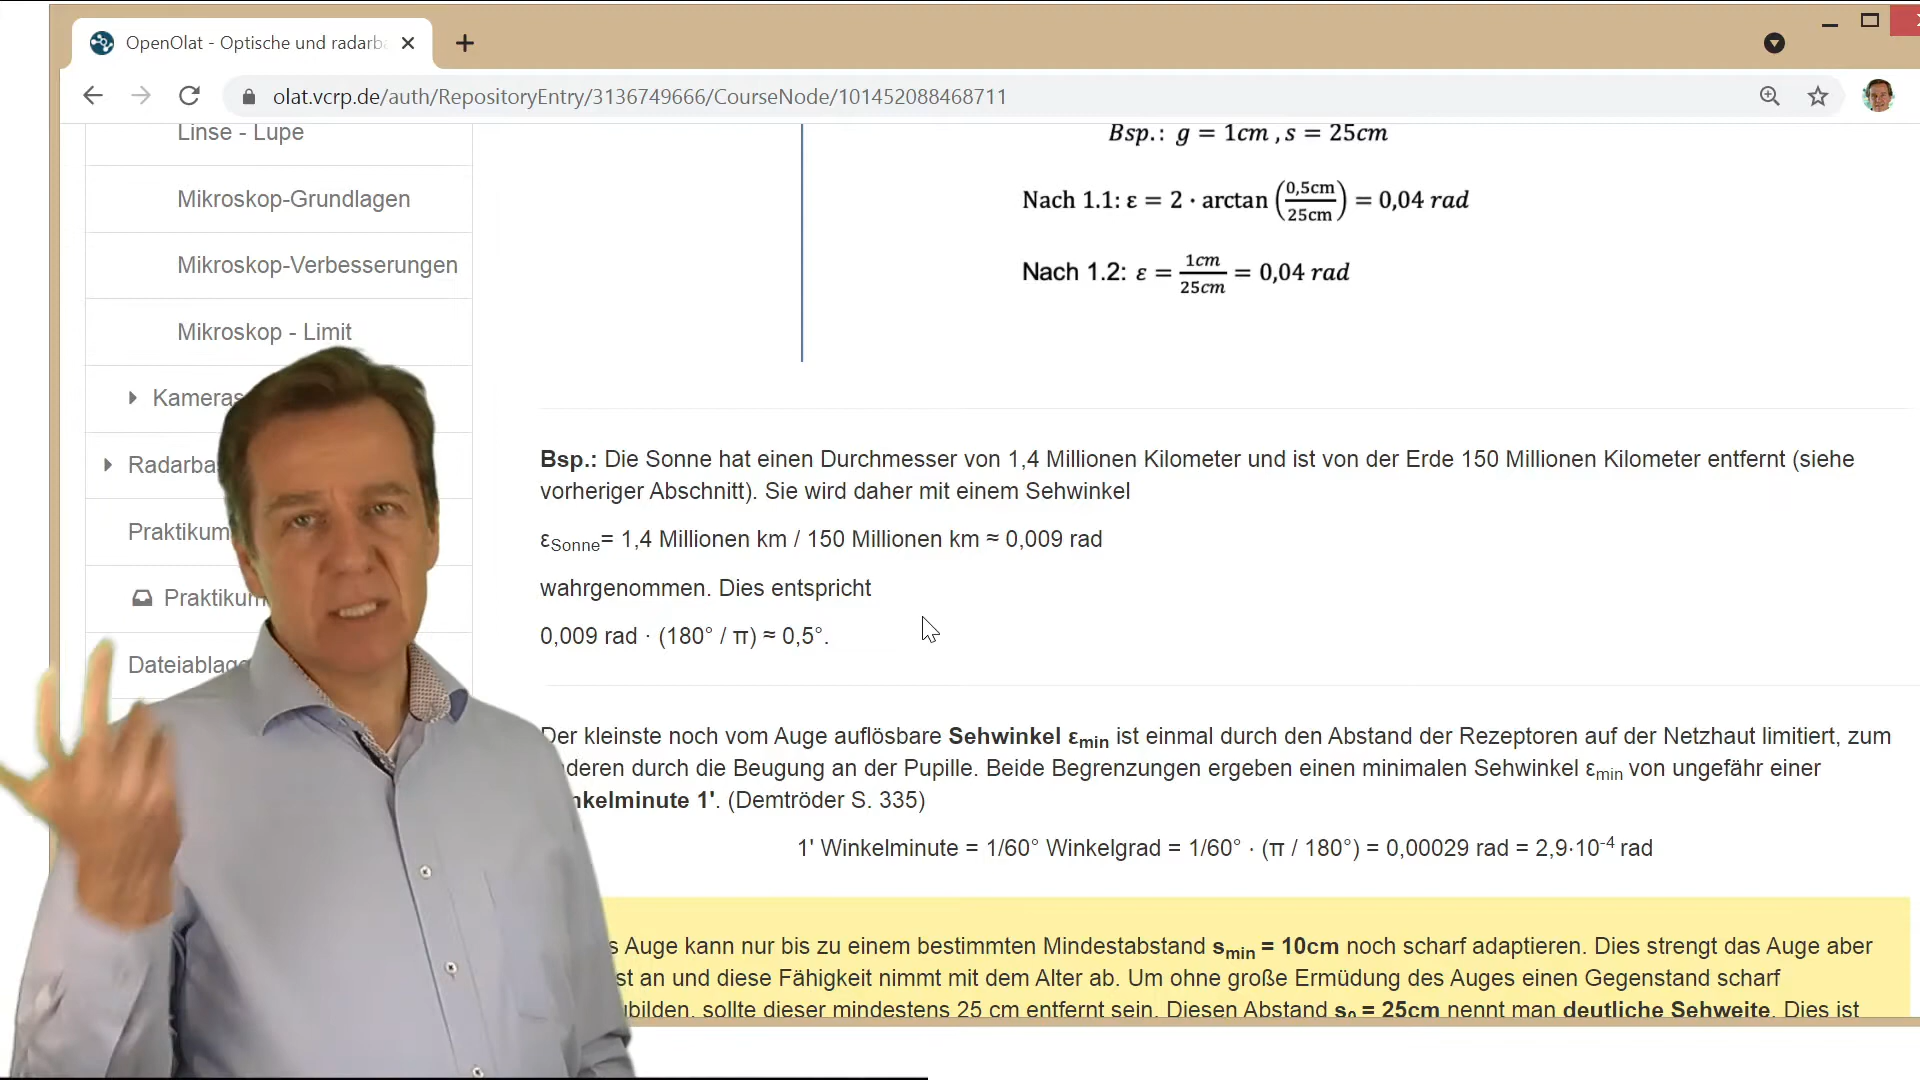 OpenOlat - Optische und radarba
olat.vcrp.de/auth/RepositoryEntry/3136749666/CourseNode/101452088468711
Linse - Lupe
Mikroskop-Grundlagen
Mikroskop-Verbesserungen
Mikroskop - Limit
Kameras
Radarba
Praktikum
Praktikum
Dateiablage
Bsp.: g = 1cm , s = 25cm
Nach 1.1: ε = 2 · arctan (0,5cm/25cm) = 0,04 rad
Nach 1.2: ε = 1cm/25cm = 0,04 rad
Bsp.: Die Sonne hat einen Durchmesser von 1,4 Millionen Kilometer und ist von der Erde 150 Millionen Kilometer entfernt (siehe
vorheriger Abschnitt). Sie wird daher mit einem Sehwinkel
εSonne= 1,4 Millionen km / 150 Millionen km ≈ 0,009 rad
wahrgenommen. Dies entspricht
0,009 rad · (180° / π) ≈ 0,5°.
Der kleinste noch vom Auge auflösbare Sehwinkel εmin ist einmal durch den Abstand der Rezeptoren auf der Netzhaut limitiert, zum
nderen durch die Beugung an der Pupille. Beide Begrenzungen ergeben einen minimalen Sehwinkel εmin von ungefähr einer
nkelminute 1'. (Demtröder S. 335)
1' Winkelminute = 1/60° Winkelgrad = 1/60° · (π / 180°) = 0,00029 rad = 2,9·10⁻⁴ rad
s Auge kann nur bis zu einem bestimmten Mindestabstand smin = 10cm noch scharf adaptieren. Dies strengt das Auge aber
st an und diese Fähigkeit nimmt mit dem Alter ab. Um ohne große Ermüdung des Auges einen Gegenstand scharf
bilden, sollte dieser mindestens 25 cm entfernt sein. Diesen Abstand s₀ = 25cm nennt man deutliche Sehweite. Dies ist